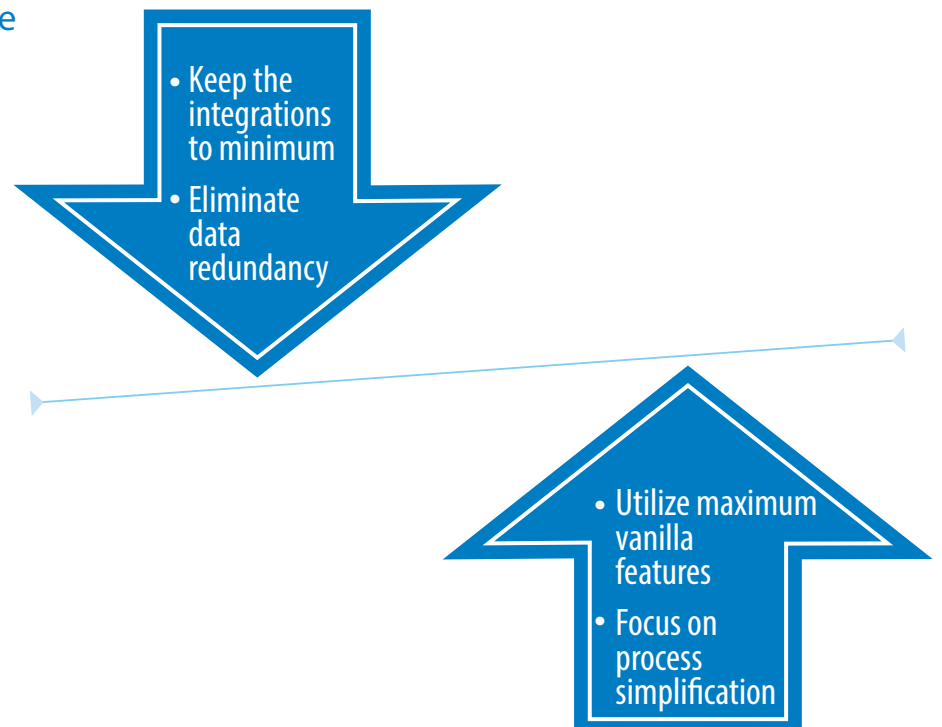 e
• Keep the
integrations
to minimum
• Eliminate
data
redundancy
• Utilize maximum
vanilla
features
• Focus on
process
simplification